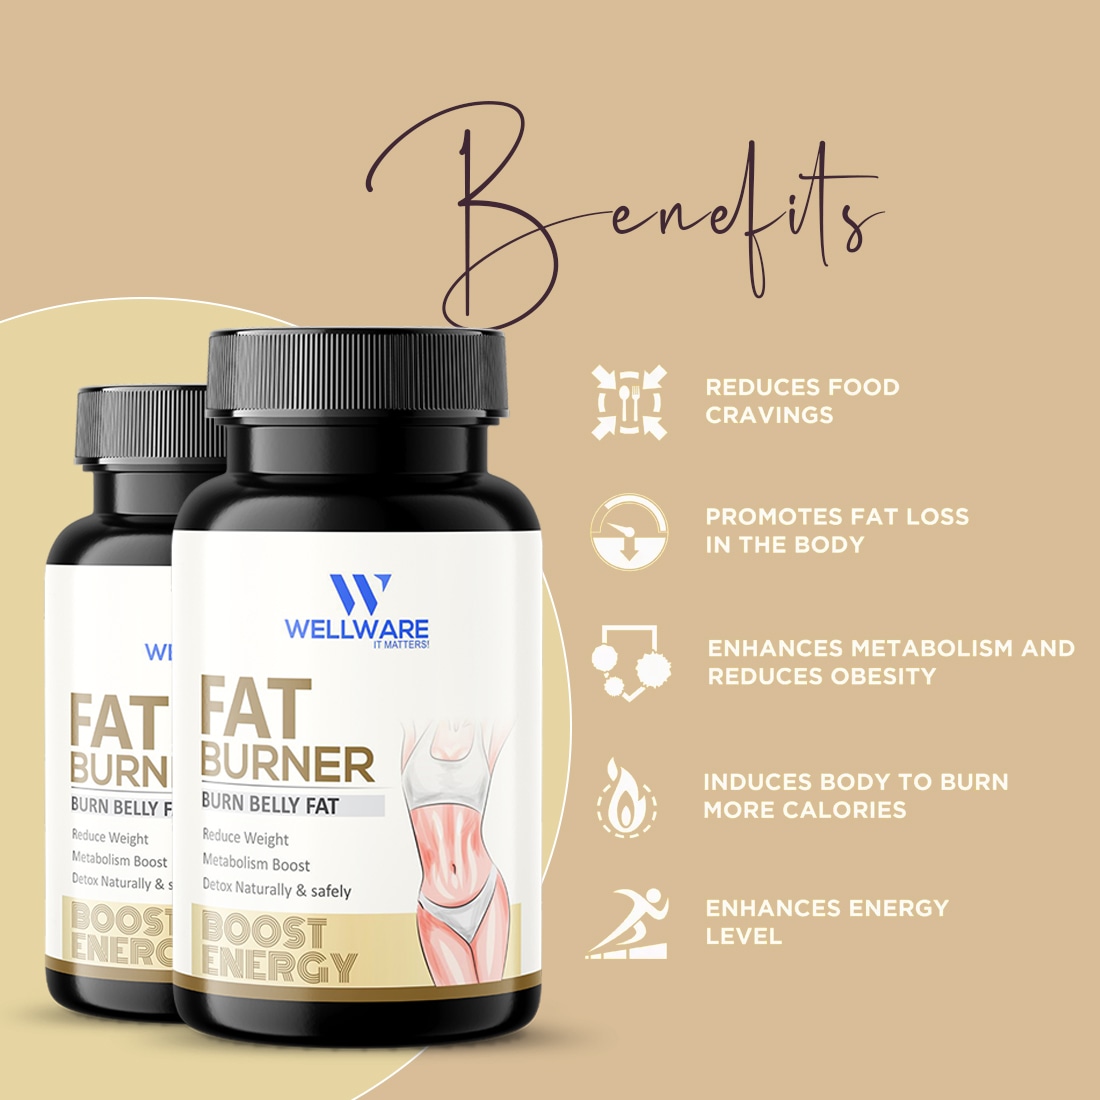 Benefits
REDUCES FOOD
CRAVINGS
PROMOTES FAT LOSS
IN THE BODY
ENHANCES METABOLISM AND
REDUCES OBESITY
INDUCES BODY TO BURN
MORE CALORIES
ENHANCES ENERGY
LEVEL
W
WELLWARE
IT MATTERS!
FAT
BURNER
BURN BELLY FAT
Reduce Weight
Metabolism Boost
Detox Naturally & safely
BOOST
ENERGY
WE
FAT
BURN
BURN BELLY F
Reduce Weight
Metabolism Boost
Detox Naturally & s
BOOST
ENERG